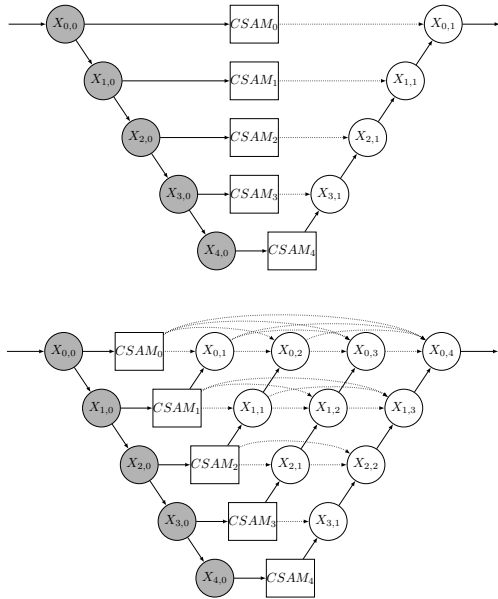 X0,0 CSAM0 X0,1
X1,0 CSAM1 X1,1
X2,0 CSAM2 X2,1
X3,0 CSAM3 X3,1
X4,0 CSAM4
X0,0 CSAM0 X0,1 X0,2 X0,3 X0,4
X1,0 CSAM1 X1,1 X1,2 X1,3
X2,0 CSAM2 X2,1 X2,2
X3,0 CSAM3 X3,1
X4,0 CSAM4